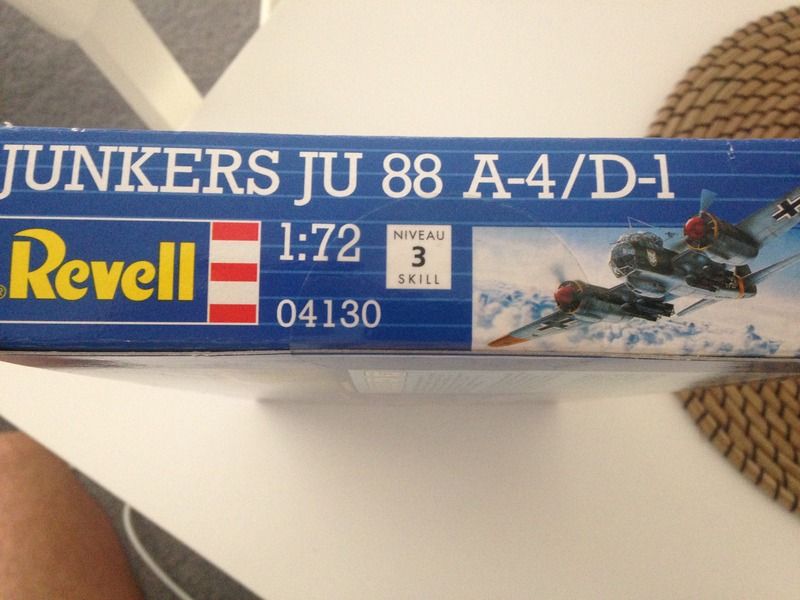 JUNKERS JU 88 A-4/D-1
Revell
1:72
04130
NIVEAU
3
SKILL